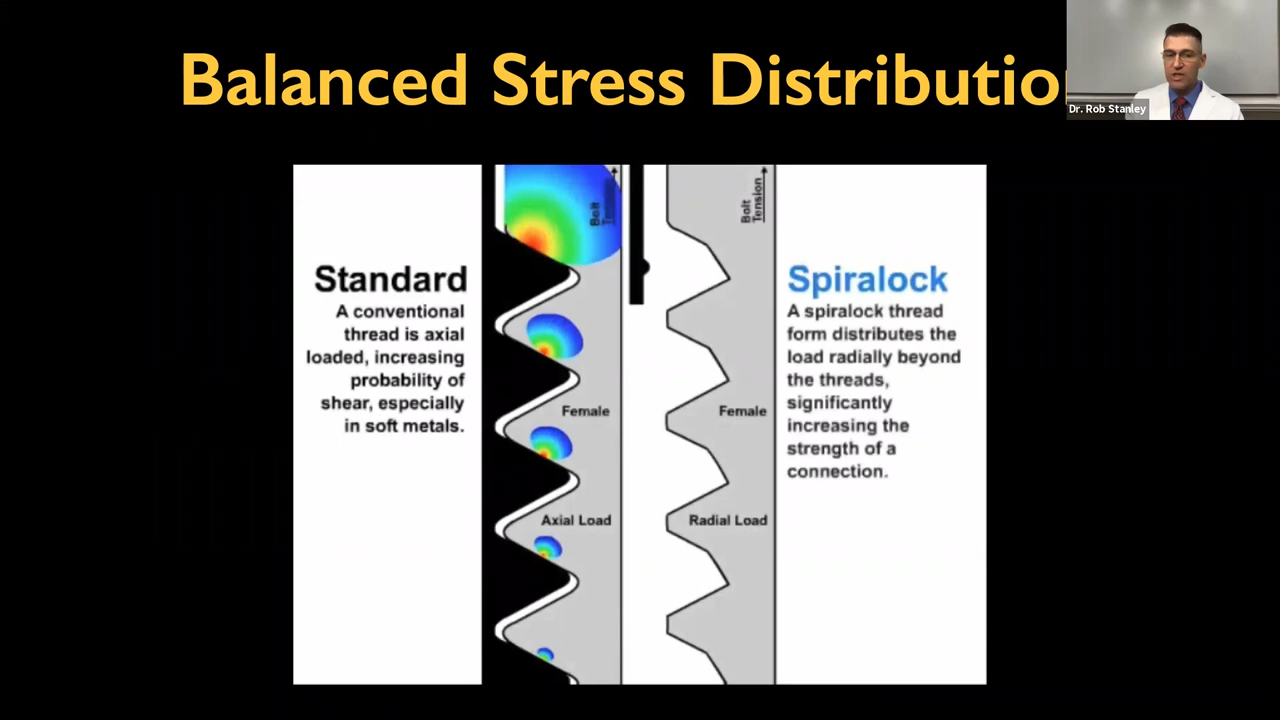 Balanced Stress Distributio
Dr. Rob Stanley
Bolt
Tension
Bolt
Tension
Standard
A conventional
thread is axial
loaded, increasing
probability of
shear, especially
in soft metals.
Female
Axial Load
Female
Radial Load
Spiralock
A spiralock thread
form distributes the
load radially beyond
the threads,
significantly
increasing the
strength of a
connection.